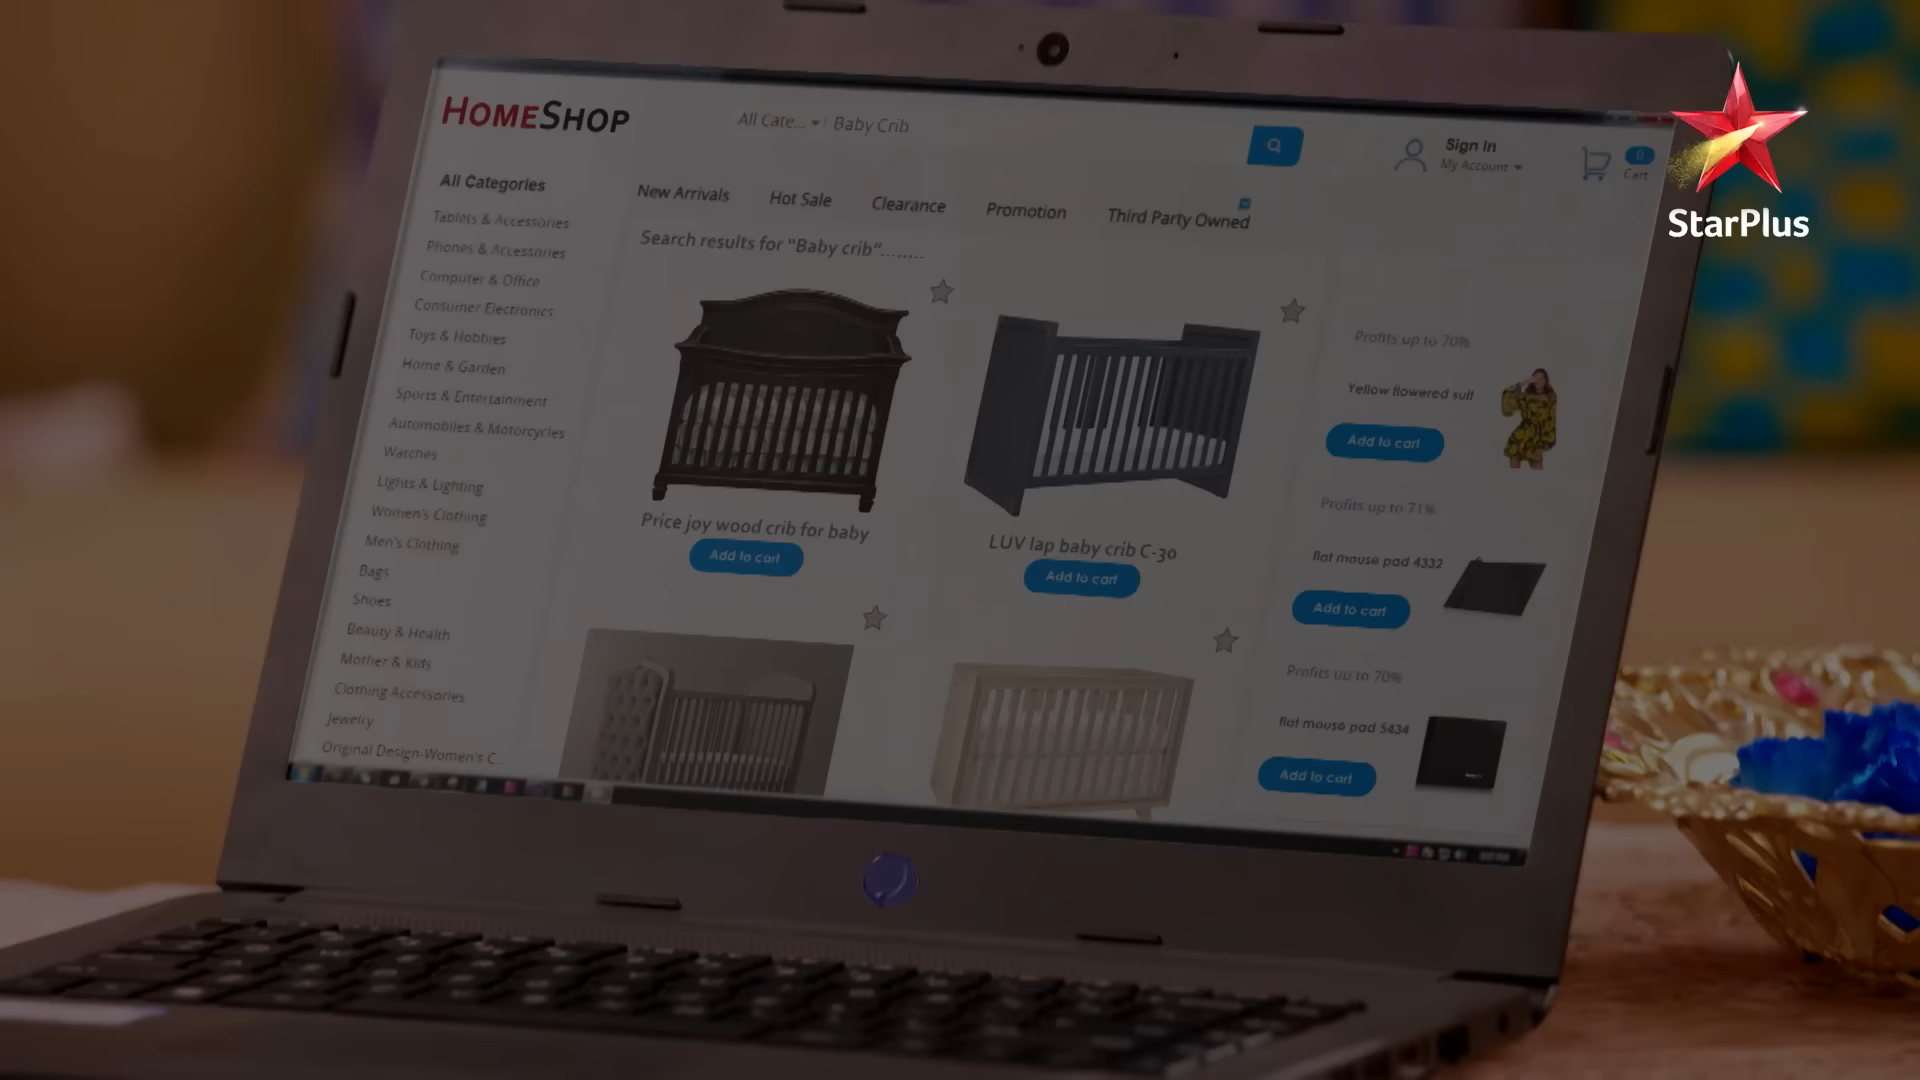 HOMESHOP
All Cate... Baby Crib
Sign In
My Account
0
Cart
StarPlus
All Categories
Tablets & Accessories
Phones & Accessories
Computer & Office
Consumer Electronics
Toys & Hobbies
Home & Garden
Sports & Entertainment
Automobiles & Motorcycles
Watches
Lights & Lighting
Women's Clothing
Men's Clothing
Bags
Shoes
Beauty & Health
Mother & Kids
Clothing Accessories
Jewelry
Original Design-Women's C...
New Arrivals Hot Sale Clearance Promotion Third Party Owned
Search results for "Baby crib"........
Price joy wood crib for baby
Add to cart
LUV lap baby crib C-30
Add to cart
Profits up to 70%
Yellow flowered suit
Add to cart
Profits up to 71%
flat mouse pad 4332
Add to cart
Profits up to 70%
flat mouse pad 5434
Add to cart